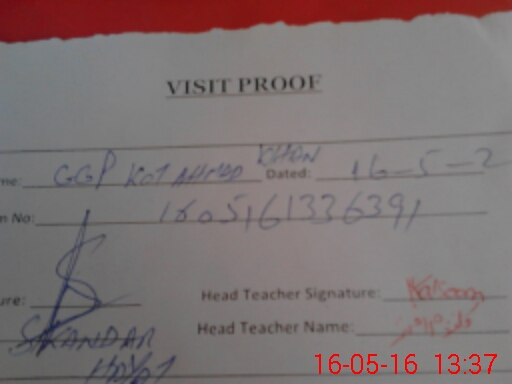 VISIT PROOF
me: GGP KOT AHMAD KHAN Dated: 16-5-2
n No: 1605161336391
ure: Head Teacher Signature:
SKANDAR Head Teacher Name:
16-05-16 13:37